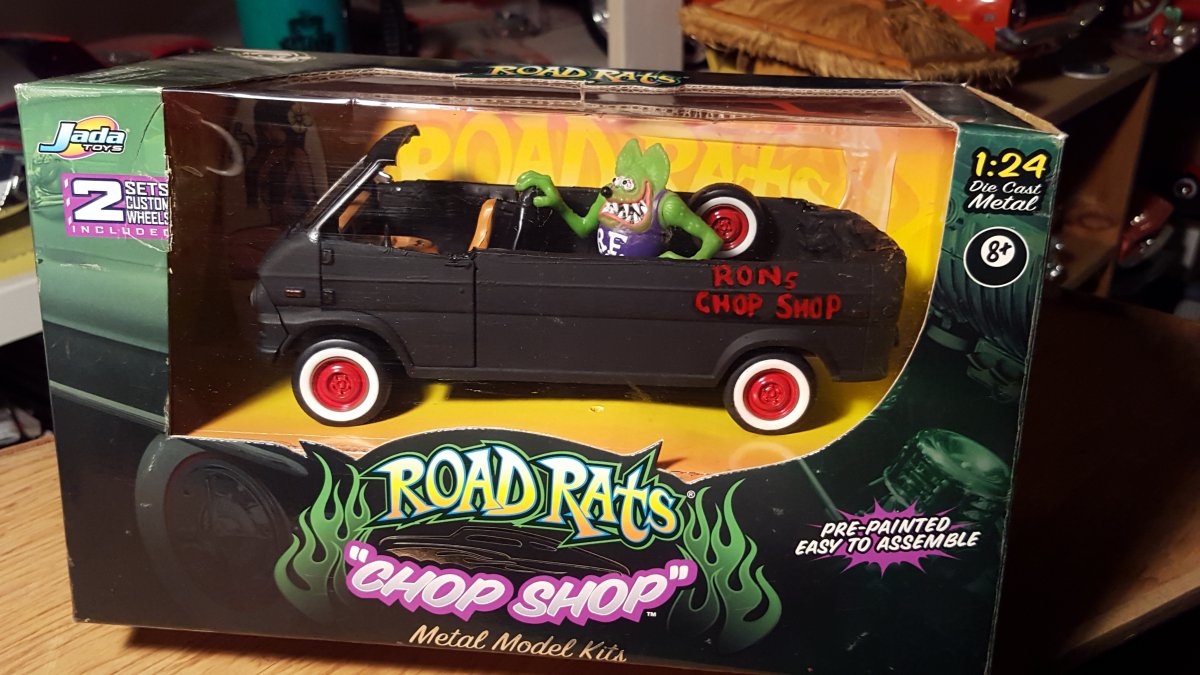 ROAD RATS
Jada
TOYS
2 SETS
CUSTOM
WHEELS
INCLUDED
ROAD RATS
R.F.
RONS
CHOP SHOP
1:24
Die Cast
Metal
8+
ROAD RATS®
"CHOP SHOP"™
Metal Model Kits
PRE-PAINTED
EASY TO ASSEMBLE